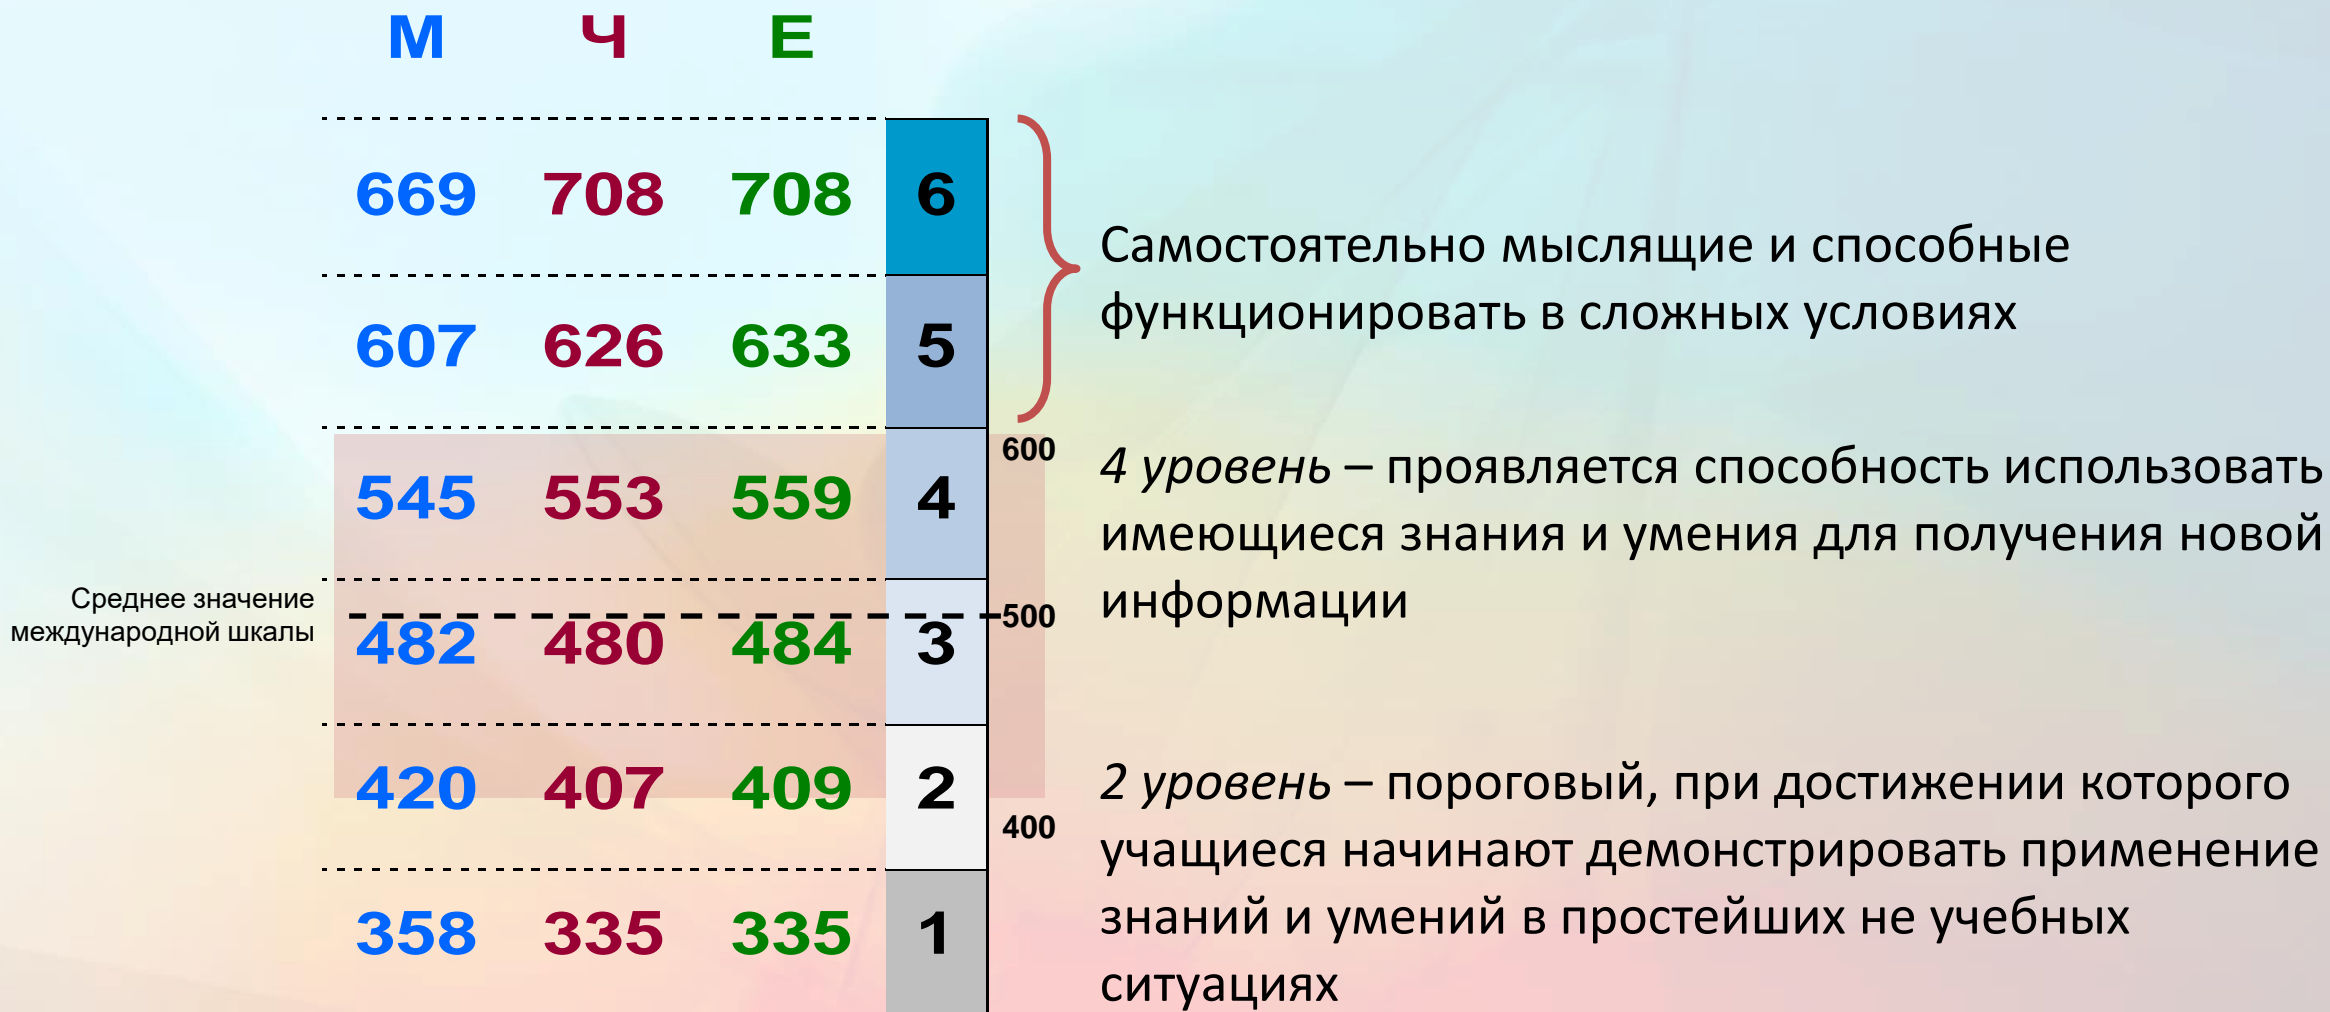 М Ч Е
669 708 708 6
Самостоятельно мыслящие и способные
функционировать в сложных условиях
607 626 633 5
600
4 уровень – проявляется способность использовать
имеющиеся знания и умения для получения новой
информации
545 553 559 4
Среднее значение
международной шкалы
500
482 480 484 3
420 407 409 2
400
2 уровень – пороговый, при достижении которого
учащиеся начинают демонстрировать применение
знаний и умений в простейших не учебных
ситуациях
358 335 335 1